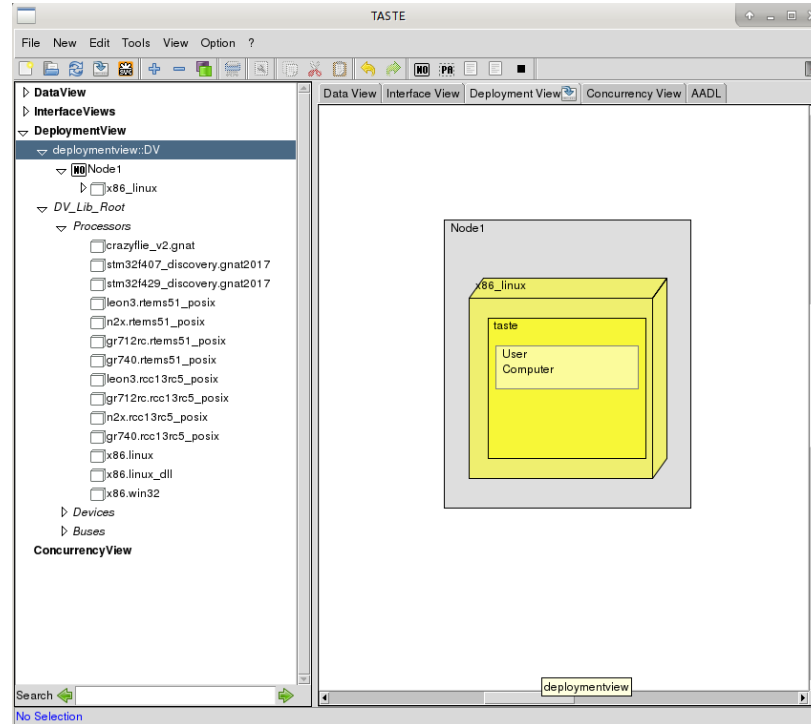 TASTE
File New Edit Tools View Option ?
NO PA
DataView
InterfaceViews
DeploymentView
deploymentview::DV
NO Node1
x86_linux
DV_Lib_Root
Processors
crazyflie_v2.gnat
stm32f407_discovery.gnat2017
stm32f429_discovery.gnat2017
leon3.rtems51_posix
n2x.rtems51_posix
gr712rc.rtems51_posix
gr740.rtems51_posix
leon3.rcc13rc5_posix
gr712rc.rcc13rc5_posix
n2x.rcc13rc5_posix
gr740.rcc13rc5_posix
x86.linux
x86.linux_dll
x86.win32
Devices
Buses
ConcurrencyView
Search
No Selection
Data View Interface View Deployment View Concurrency View AADL
Node1
x86_linux
taste
User
Computer
deploymentview